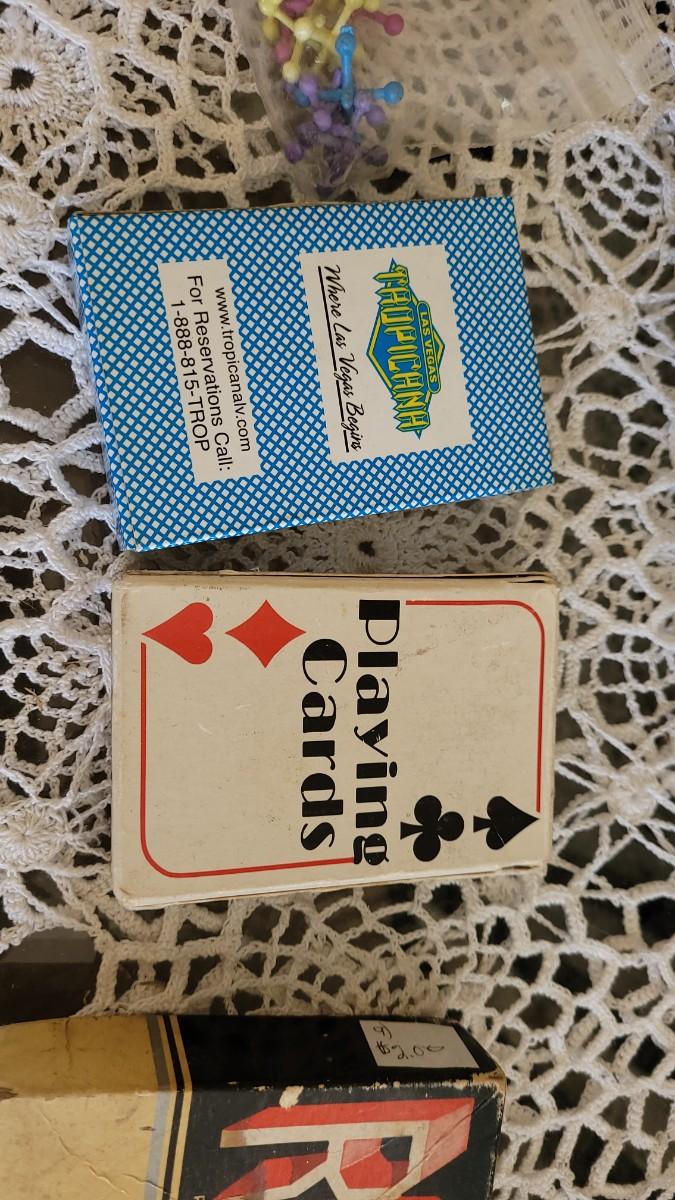 LAS VEGAS
TROPICANA
Where Las Vegas Begins
www.tropicanalv.com
For Reservations Call:
1-888-815-TROP
Playing
Cards
$2.00
R